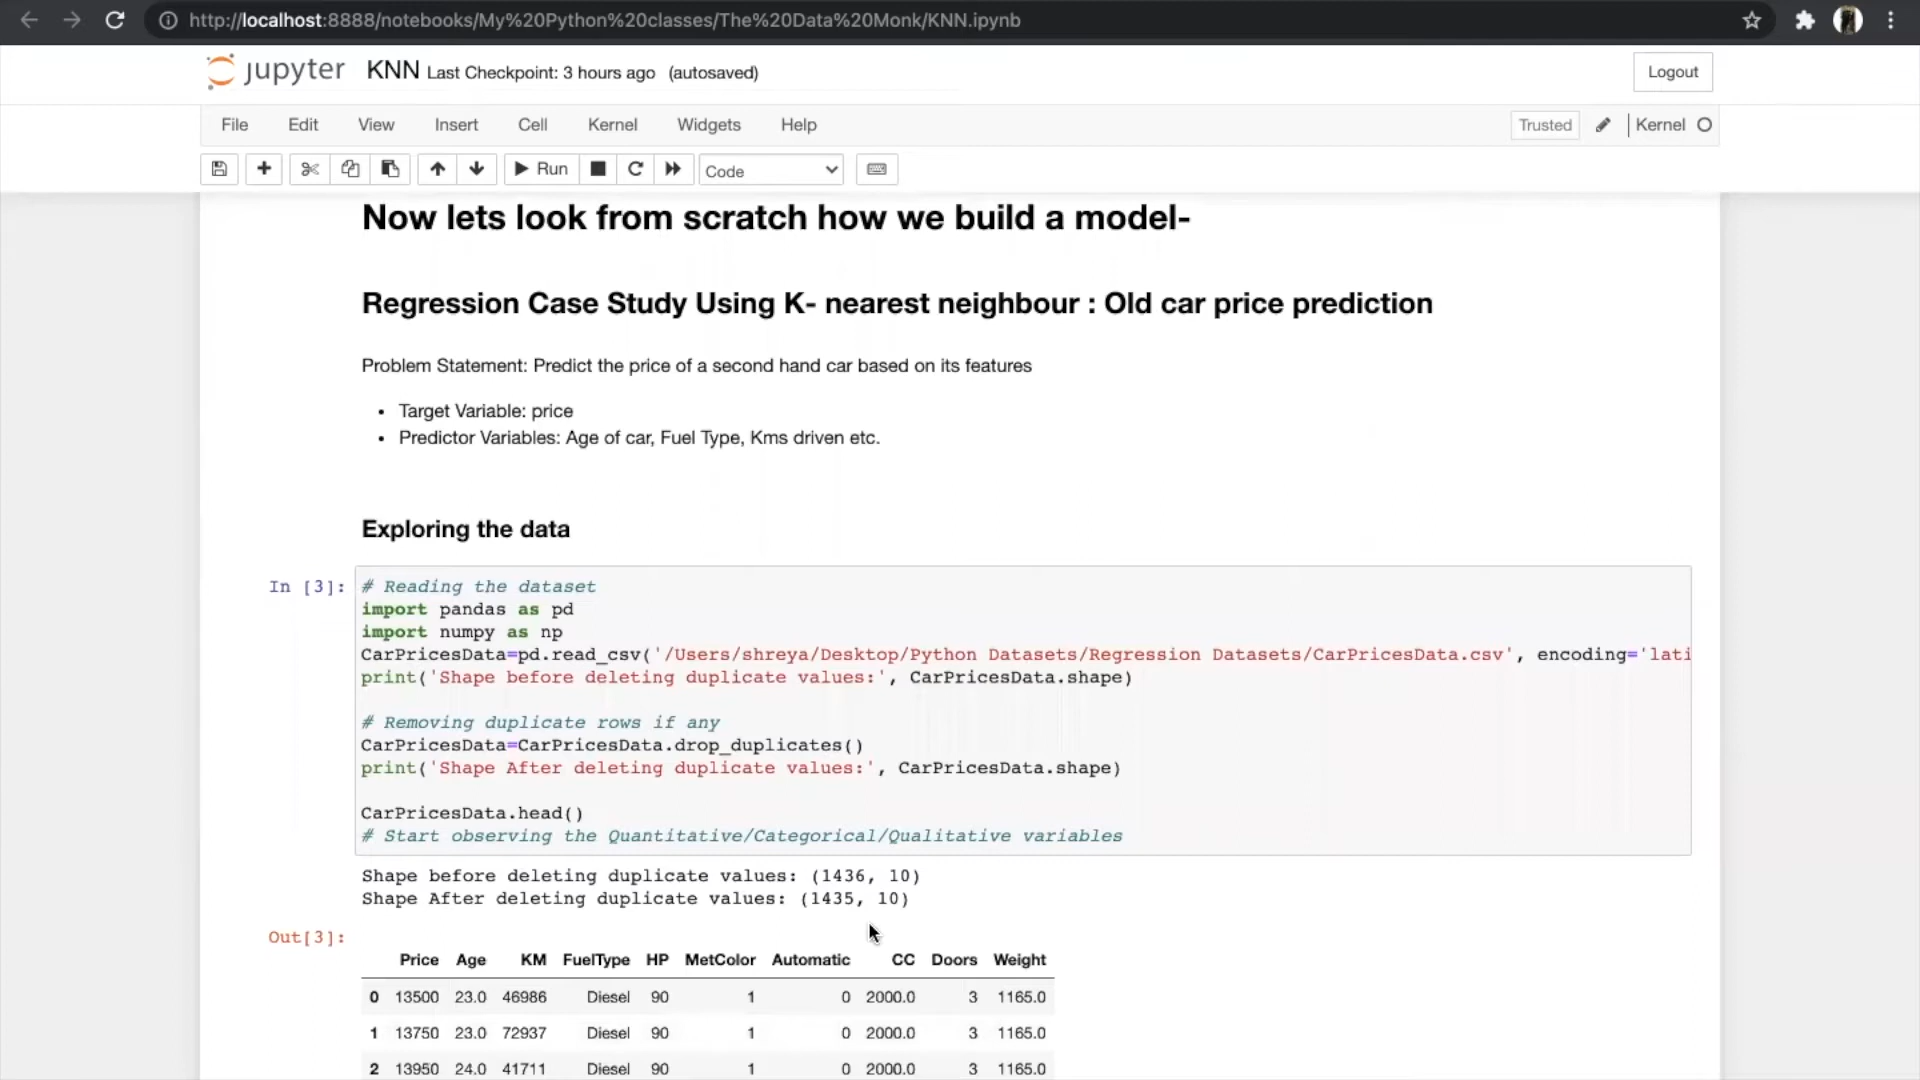 http://localhost:8888/notebooks/My%20Python%20classes/The%20Data%20Monk/KNN.ipynb
jupyter KNN Last Checkpoint: 3 hours ago (autosaved) Logout
File Edit View Insert Cell Kernel Widgets Help Trusted Kernel
Run Code
Now lets look from scratch how we build a model-
Regression Case Study Using K- nearest neighbour : Old car price prediction
Problem Statement: Predict the price of a second hand car based on its features
• Target Variable: price
• Predictor Variables: Age of car, Fuel Type, Kms driven etc.
Exploring the data
In [3]: # Reading the dataset
import pandas as pd
import numpy as np
CarPricesData=pd.read_csv('/Users/shreya/Desktop/Python Datasets/Regression Datasets/CarPricesData.csv', encoding='lati
print('Shape before deleting duplicate values:', CarPricesData.shape)
# Removing duplicate rows if any
CarPricesData=CarPricesData.drop_duplicates()
print('Shape After deleting duplicate values:', CarPricesData.shape)
CarPricesData.head()
# Start observing the Quantitative/Categorical/Qualitative variables
Shape before deleting duplicate values: (1436, 10)
Shape After deleting duplicate values: (1435, 10)
Out[3]:
Price Age KM FuelType HP MetColor Automatic CC Doors Weight
0 13500 23.0 46986 Diesel 90 1 0 2000.0 3 1165.0
1 13750 23.0 72937 Diesel 90 1 0 2000.0 3 1165.0
2 13950 24.0 41711 Diesel 90 1 0 2000.0 3 1165.0